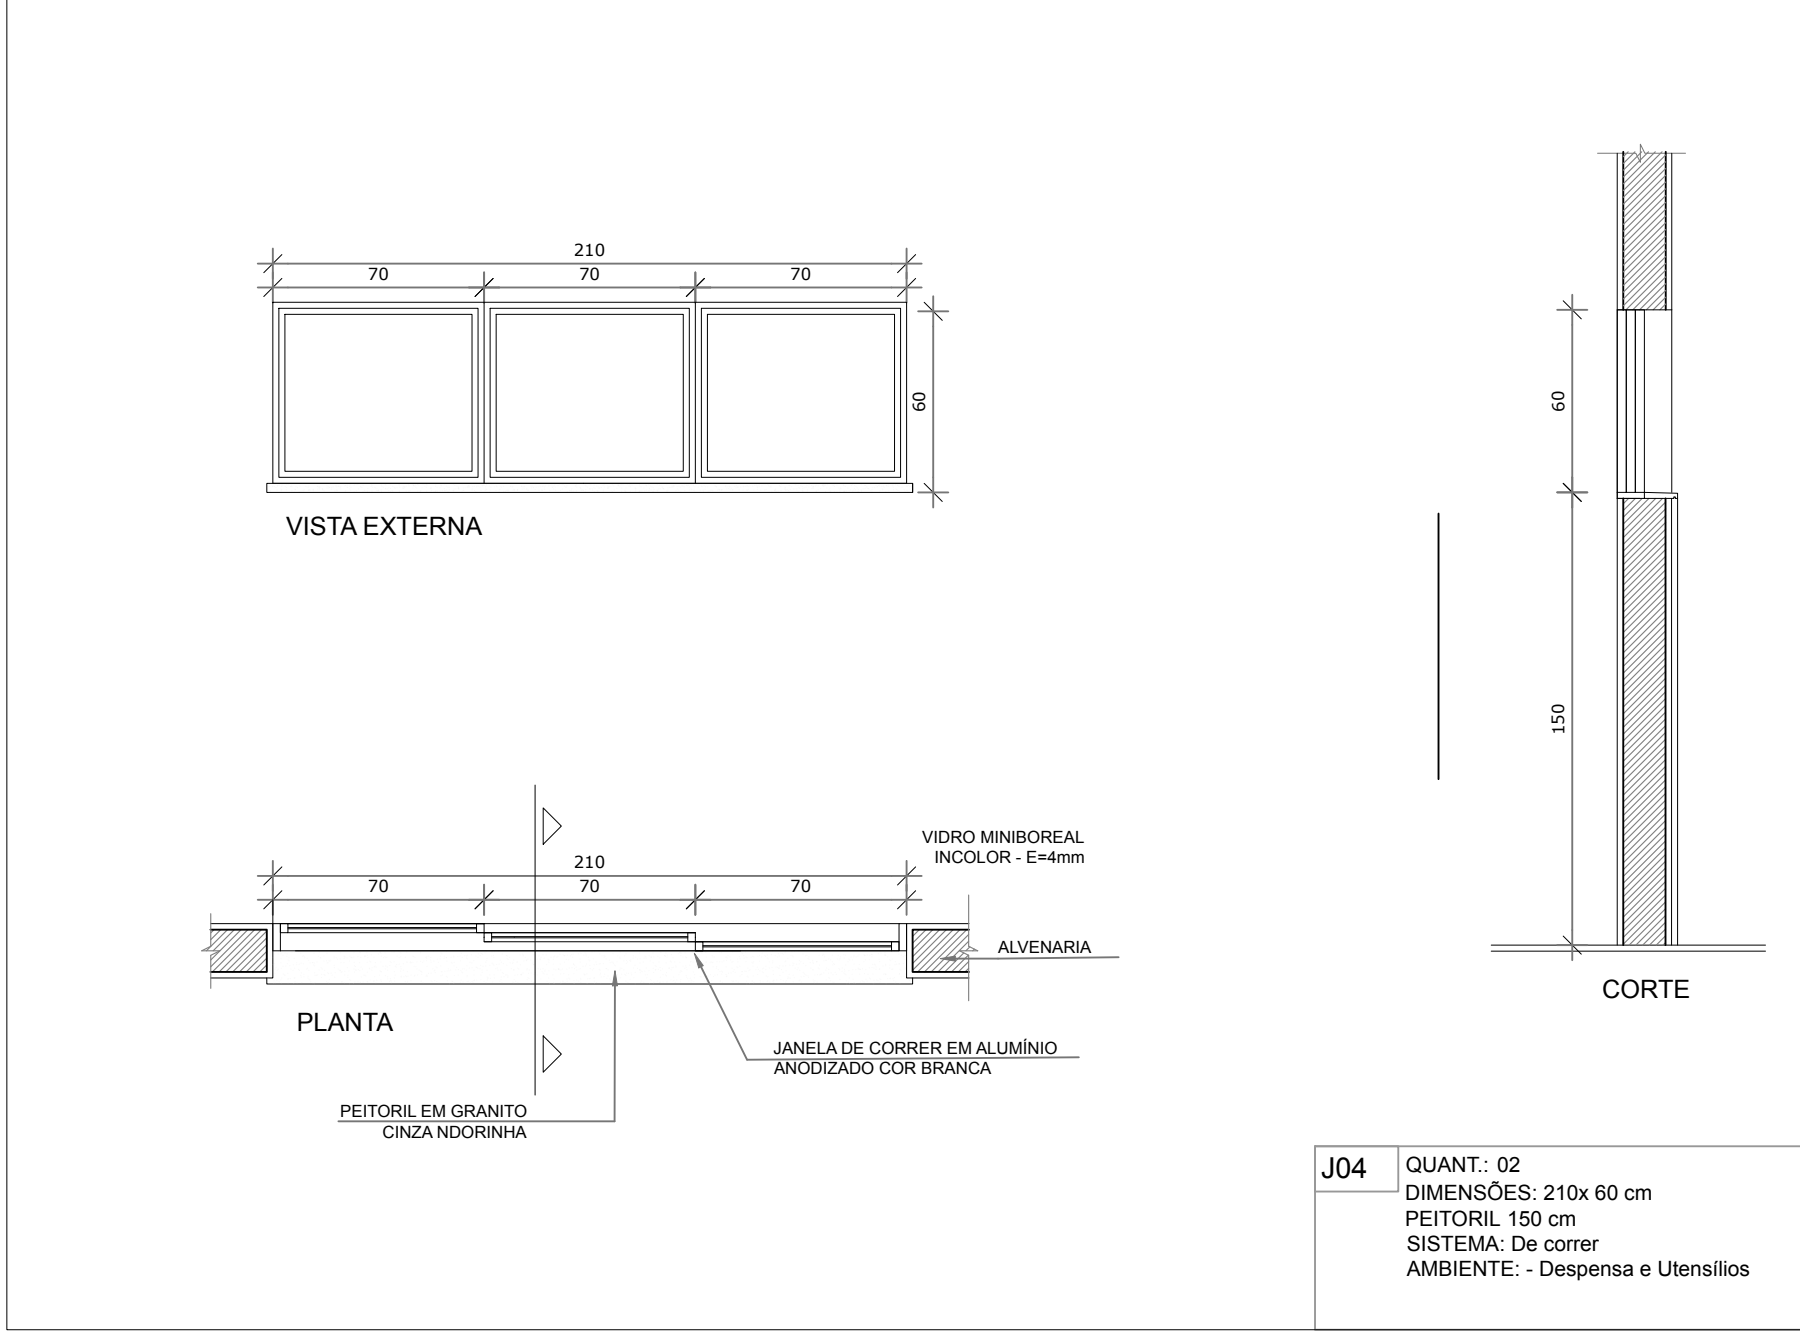 210
70 70 70
60
VISTA EXTERNA
60
150
CORTE
VIDRO MINIBOREAL
INCOLOR - E=4mm
210
70 70 70
ALVENARIA
PLANTA
JANELA DE CORRER EM ALUMÍNIO
ANODIZADO COR BRANCA
PEITORIL EM GRANITO
CINZA NDORINHA
J04
QUANT.: 02
DIMENSÕES: 210x 60 cm
PEITORIL 150 cm
SISTEMA: De correr
AMBIENTE: - Despensa e Utensílios